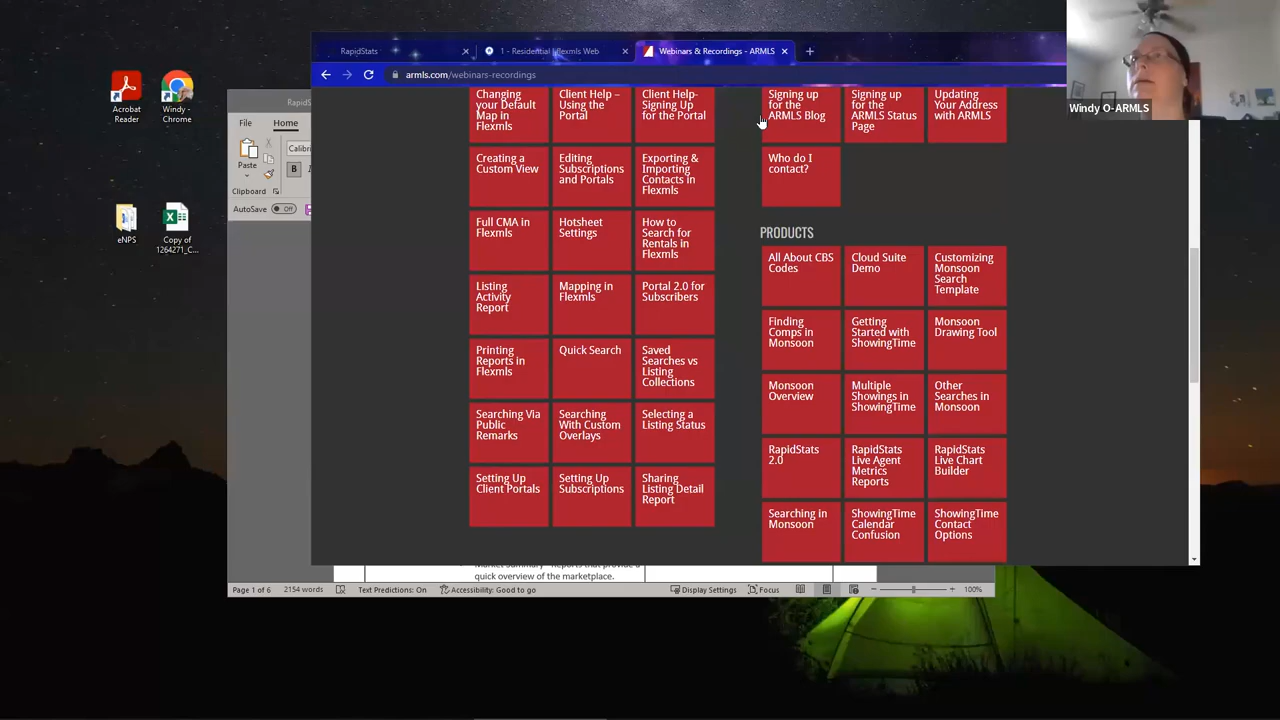 RapidStats
1 - Residential Flexmls Web
Webinars & Recordings - ARMLS
armls.com/webinars-recordings
Windy O-ARMLS
Acrobat
Reader
Windy -
Chrome
eNPS
Copy of
1264271_C...
RapidS
File
Home
Calibri
Paste
B
Clipboard
AutoSave
Off
Changing
your Default
Map in
Flexmls
Client Help –
Using the
Portal
Client Help-
Signing Up
for the Portal
Creating a
Custom View
Editing
Subscriptions
and Portals
Exporting &
Importing
Contacts in
Flexmls
Full CMA in
Flexmls
Hotsheet
Settings
How to
Search for
Rentals in
Flexmls
Listing
Activity
Report
Mapping in
Flexmls
Portal 2.0 for
Subscribers
Printing
Reports in
Flexmls
Quick Search
Saved
Searches vs
Listing
Collections
Searching Via
Public
Remarks
Searching
With Custom
Overlays
Selecting a
Listing Status
Setting Up
Client Portals
Setting Up
Subscriptions
Sharing
Listing Detail
Report
Signing up
for the
ARMLS Blog
Signing up
for the
ARMLS Status
Page
Updating
Your Address
with ARMLS
Who do I
contact?
PRODUCTS
All About CBS
Codes
Cloud Suite
Demo
Customizing
Monsoon
Search
Template
Finding
Comps in
Monsoon
Getting
Started with
ShowingTime
Monsoon
Drawing Tool
Monsoon
Overview
Multiple
Showings in
ShowingTime
Other
Searches in
Monsoon
RapidStats
2.0
RapidStats
Live Agent
Metrics
Reports
RapidStats
Live Chart
Builder
Searching in
Monsoon
ShowingTime
Calendar
Confusion
ShowingTime
Contact
Options
quick overview of the marketplace.
Page 1 of 6
2154 words
Text Predictions: On
Accessibility: Good to go
Display Settings
Focus
100%